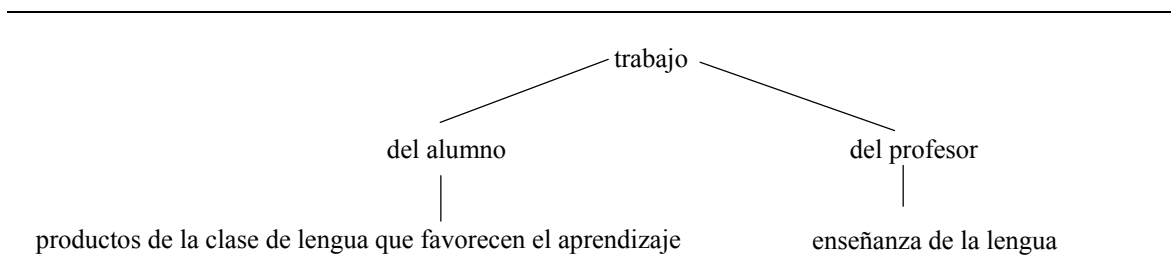 trabajo
del alumno
del profesor
productos de la clase de lengua que favorecen el aprendizaje
enseñanza de la lengua